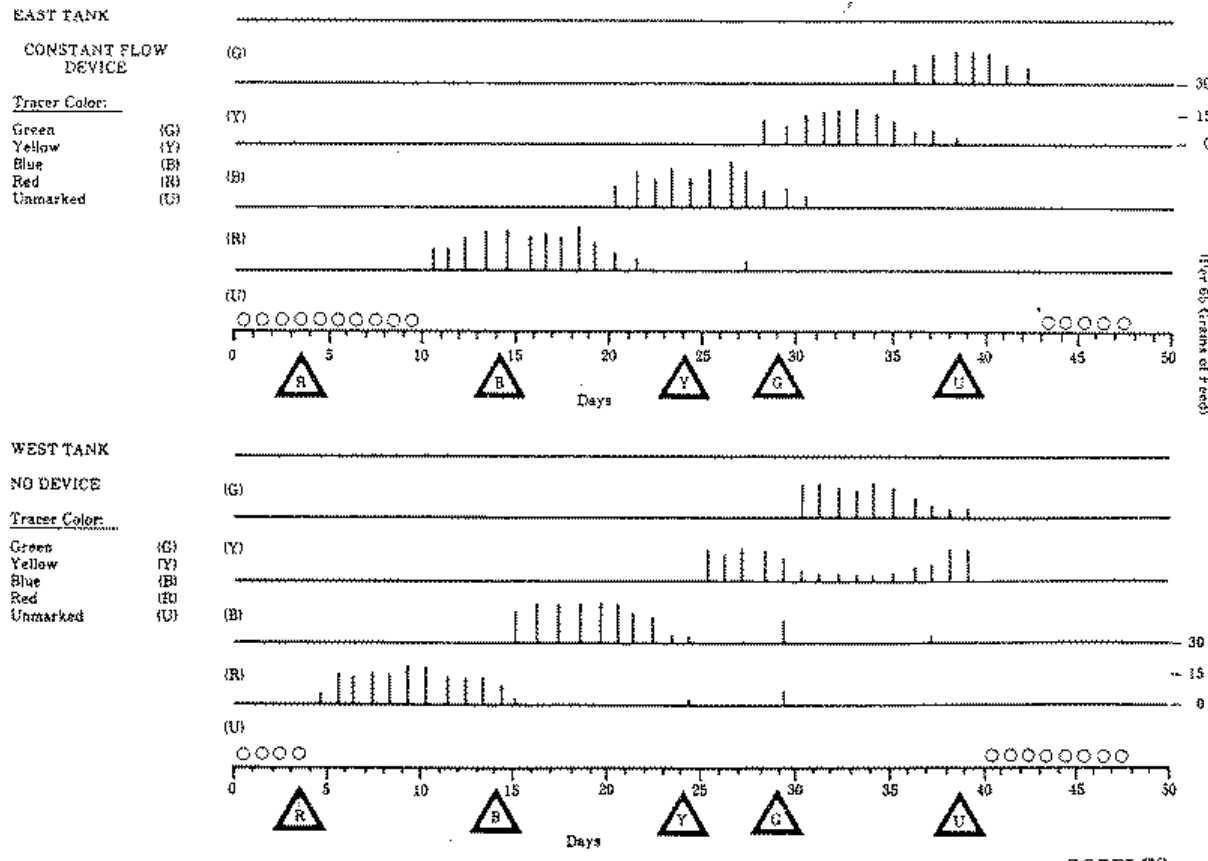 EAST TANK
CONSTANT FLOW
DEVICE
Tracer Color:
Green (G)
Yellow (Y)
Blue (B)
Red (R)
Unmarked (U)
(G)
(Y)
(B)
(R)
(U)
30
15
0
0 5 10 15 20 25 30 35 40 45 50
R B Y G U
Days
WEST TANK
NO DEVICE
Tracer Color:
Green (G)
Yellow (Y)
Blue (B)
Red (R)
Unmarked (U)
(G)
(Y)
(B)
(R)
(U)
30
15
0
0 5 10 15 20 25 30 35 40 45 50
R B Y G U
Days